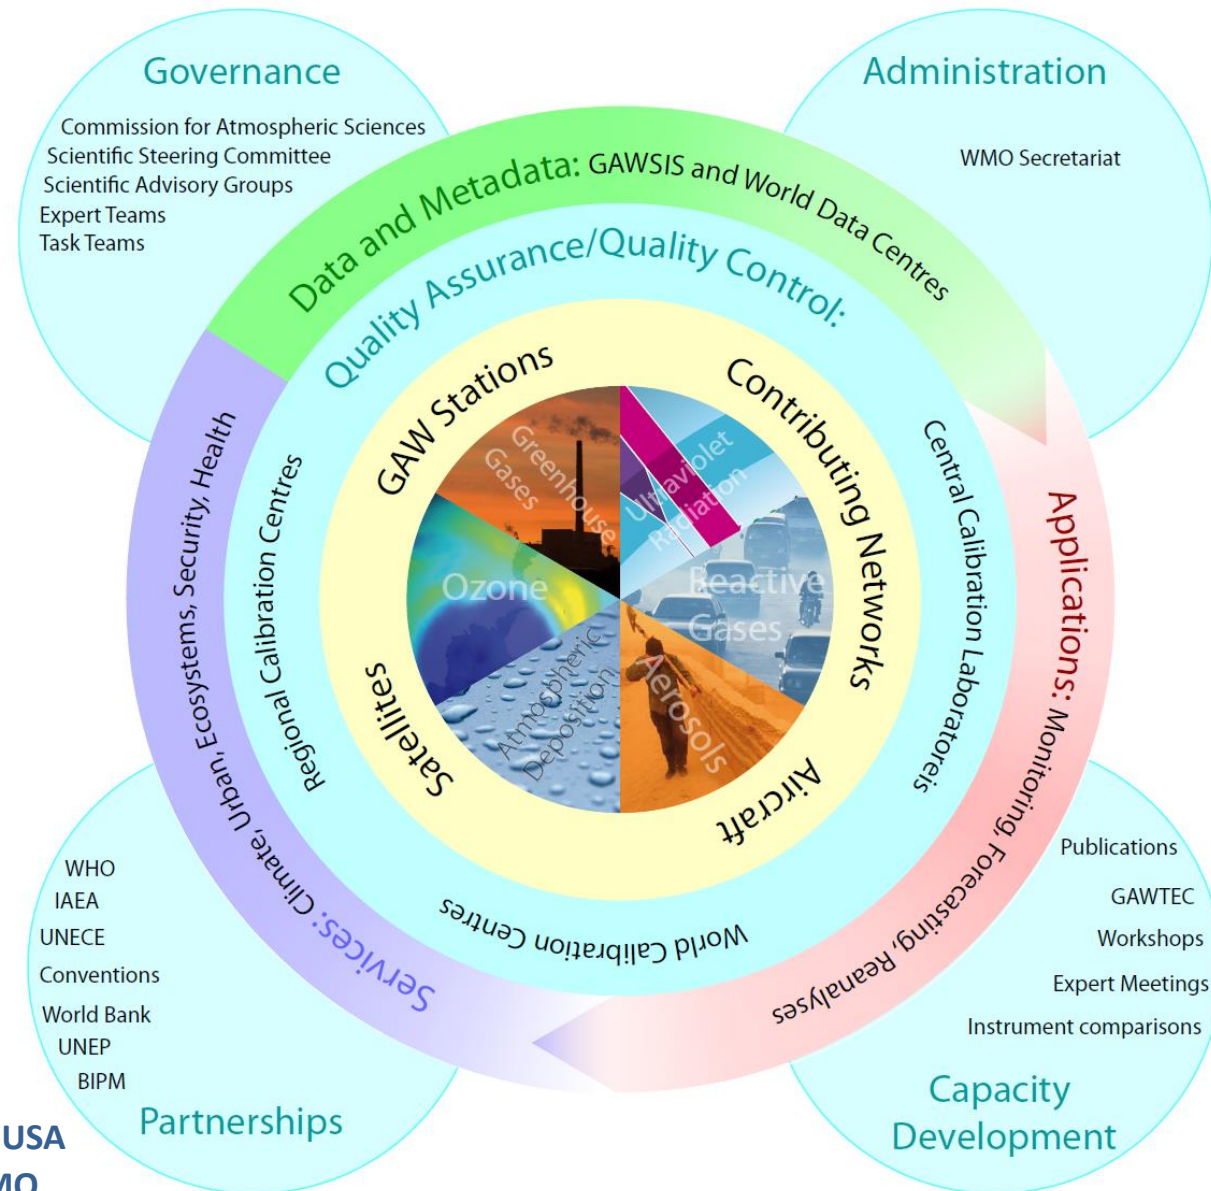 Governance
Commission for Atmospheric Sciences
Scientific Steering Committee
Scientific Advisory Groups
Expert Teams
Task Teams
Administration
WMO Secretariat
Data and Metadata: GAWSIS and World Data Centres
Quality Assurance/Quality Control:
GAW Stations
Contributing Networks
Greenhouse
Gases
Ultraviolet
Radiation
Ozone
Reactive
Gases
Atmospheric
Deposition
Aerosols
Satellites
Aircraft
Regional Calibration Centres
Central Calibration Laboratoreis
World Calibration Centres
Applications: Monitoring, Forecasting, Reanalyses
Services: Climate, Urban, Ecosystems, Security, Health
WHO
IAEA
UNECE
Conventions
World Bank
UNEP
BIPM
Partnerships
Publications
GAWTEC
Workshops
Expert Meetings
Instrument comparisons
Capacity
Development
USA